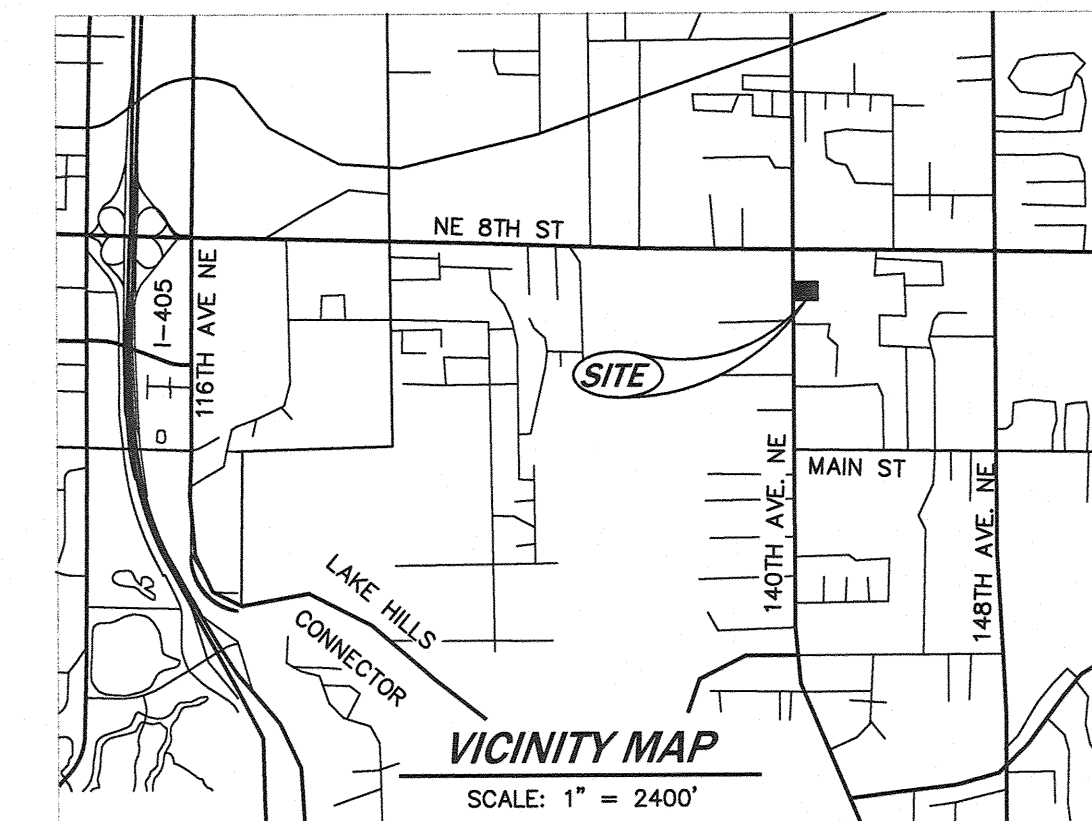 NE 8TH ST
I-405
116TH AVE NE
SITE
MAIN ST
140TH AVE. NE
148TH AVE. NE
LAKE HILLS
CONNECTOR
VICINITY MAP
SCALE: 1" = 2400'